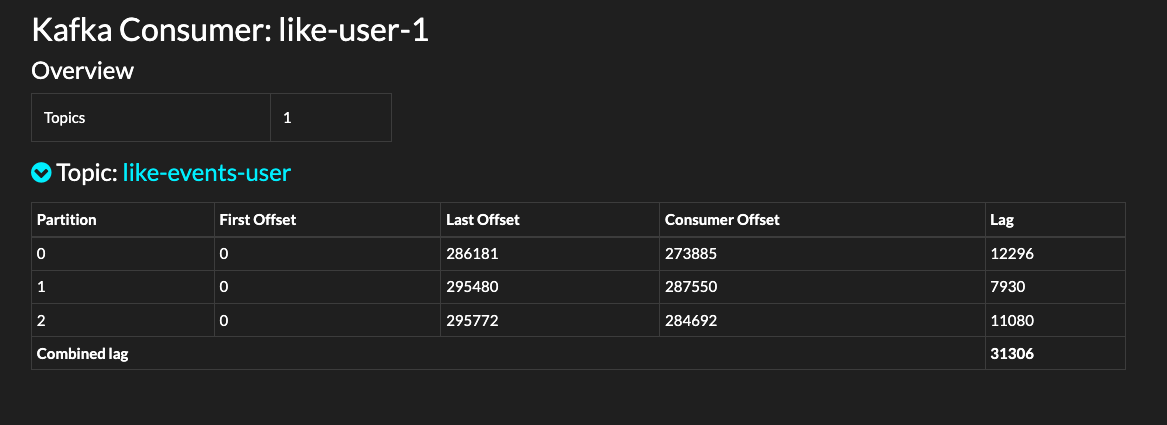 Kafka Consumer: like-user-1
Overview
Topics 1
Topic: like-events-user
Partition First Offset Last Offset Consumer Offset Lag
0 0 286181 273885 12296
1 0 295480 287550 7930
2 0 295772 284692 11080
Combined lag 31306